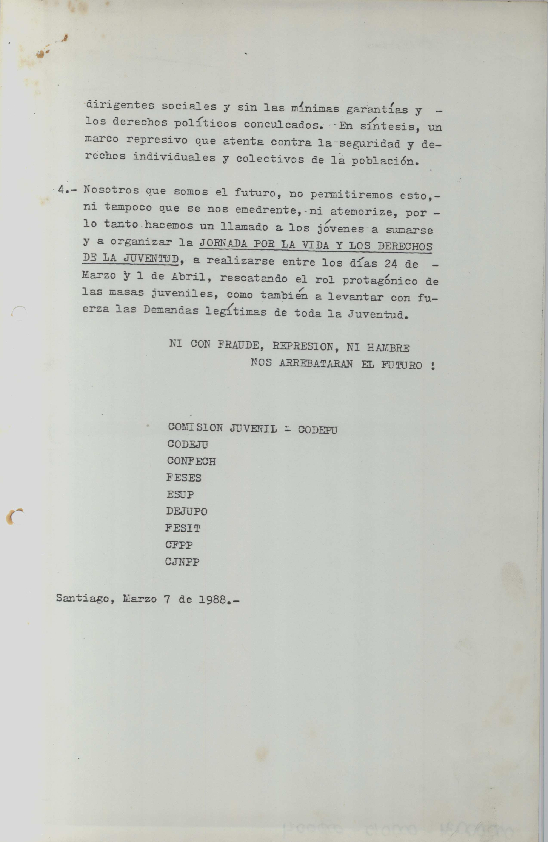 dirigentes sociales y sin las mínimas garantías y -
los derechos políticos conculcados. En síntesis, un
marco represivo que atenta contra la seguridad y de-
rechos individuales y colectivos de la población.
4.- Nosotros que somos el futuro, no permitiremos esto,-
ni tampoco que se nos emedrente, ni atemorize, por -
lo tanto hacemos un llamado a los jóvenes a sumarse
y a organizar la JORNADA POR LA VIDA Y LOS DERECHOS
DE LA JUVENTUD, a realizarse entre los días 24 de -
Marzo y 1 de Abril, rescatando el rol protagónico de
las masas juveniles, como también a levantar con fu-
erza las Demandas legítimas de toda la Juventud.
NI CON FRAUDE, REPRESION, NI HAMBRE
NOS ARREBATARAN EL FUTURO !
COMISION JUVENIL - CODEPU
CODEJU
CONFECH
FESES
ESUP
DEJUPO
FESIT
CFPP
CJNPP
Santiago, Marzo 7 de 1988.-